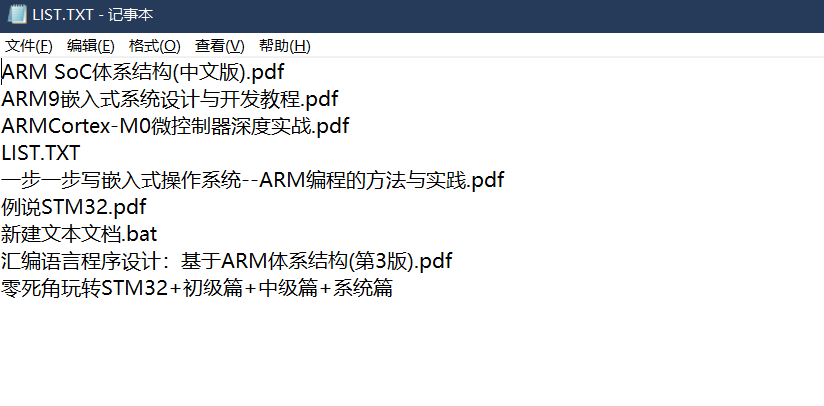 LIST.TXT - 记事本
文件(F) 编辑(E) 格式(O) 查看(V) 帮助(H)
ARM SoC体系结构(中文版).pdf
ARM9嵌入式系统设计与开发教程.pdf
ARMCortex-M0微控制器深度实战.pdf
LIST.TXT
一步一步写嵌入式操作系统--ARM编程的方法与实践.pdf
例说STM32.pdf
新建文本文档.bat
汇编语言程序设计：基于ARM体系结构(第3版).pdf
零死角玩转STM32+初级篇+中级篇+系统篇